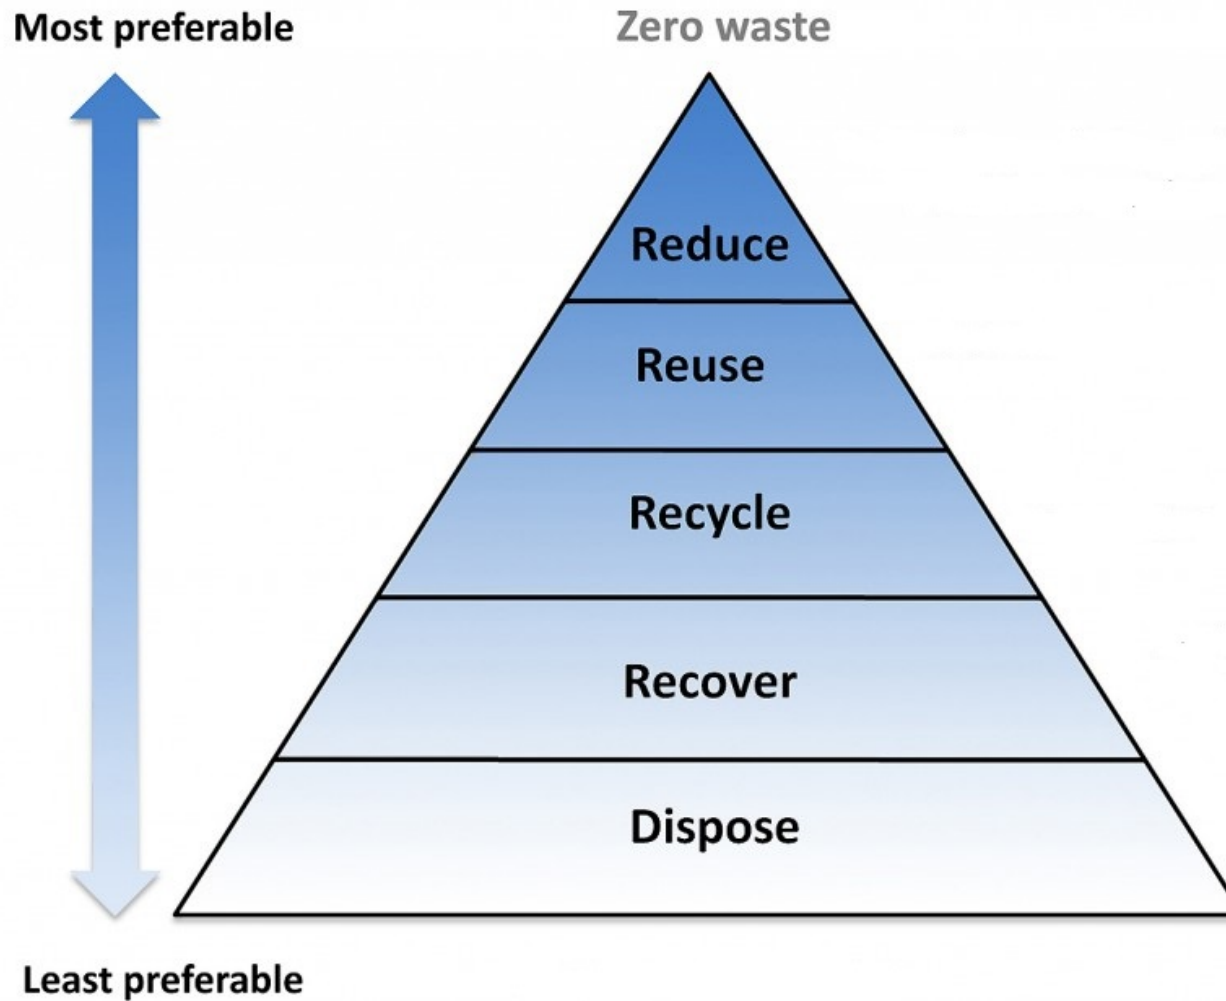 Most preferable
Zero waste
Reduce
Reuse
Recycle
Recover
Dispose
Least preferable